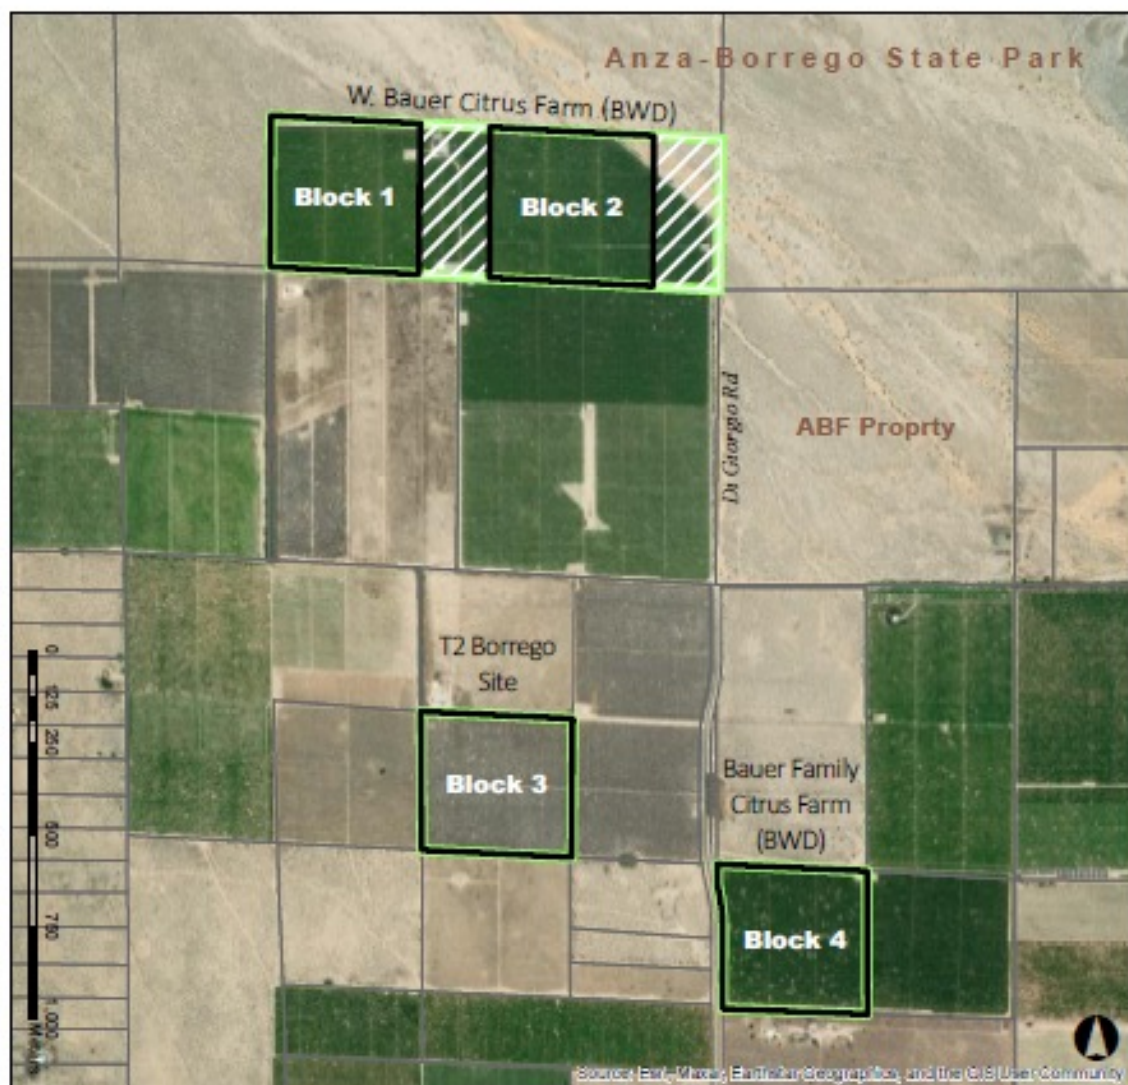 Anza-Borrego State Park
W. Bauer Citrus Farm (BWD)
Block 1
Block 2
Di Georgio Rd
ABF Proprty
T2 Borrego
Site
Block 3
Bauer Family
Citrus Farm
(BWD)
Block 4
0
125
250
500
750
1,000
Meters
Source: Esri, Maxar, Earthstar Geographics, and the GIS User Community